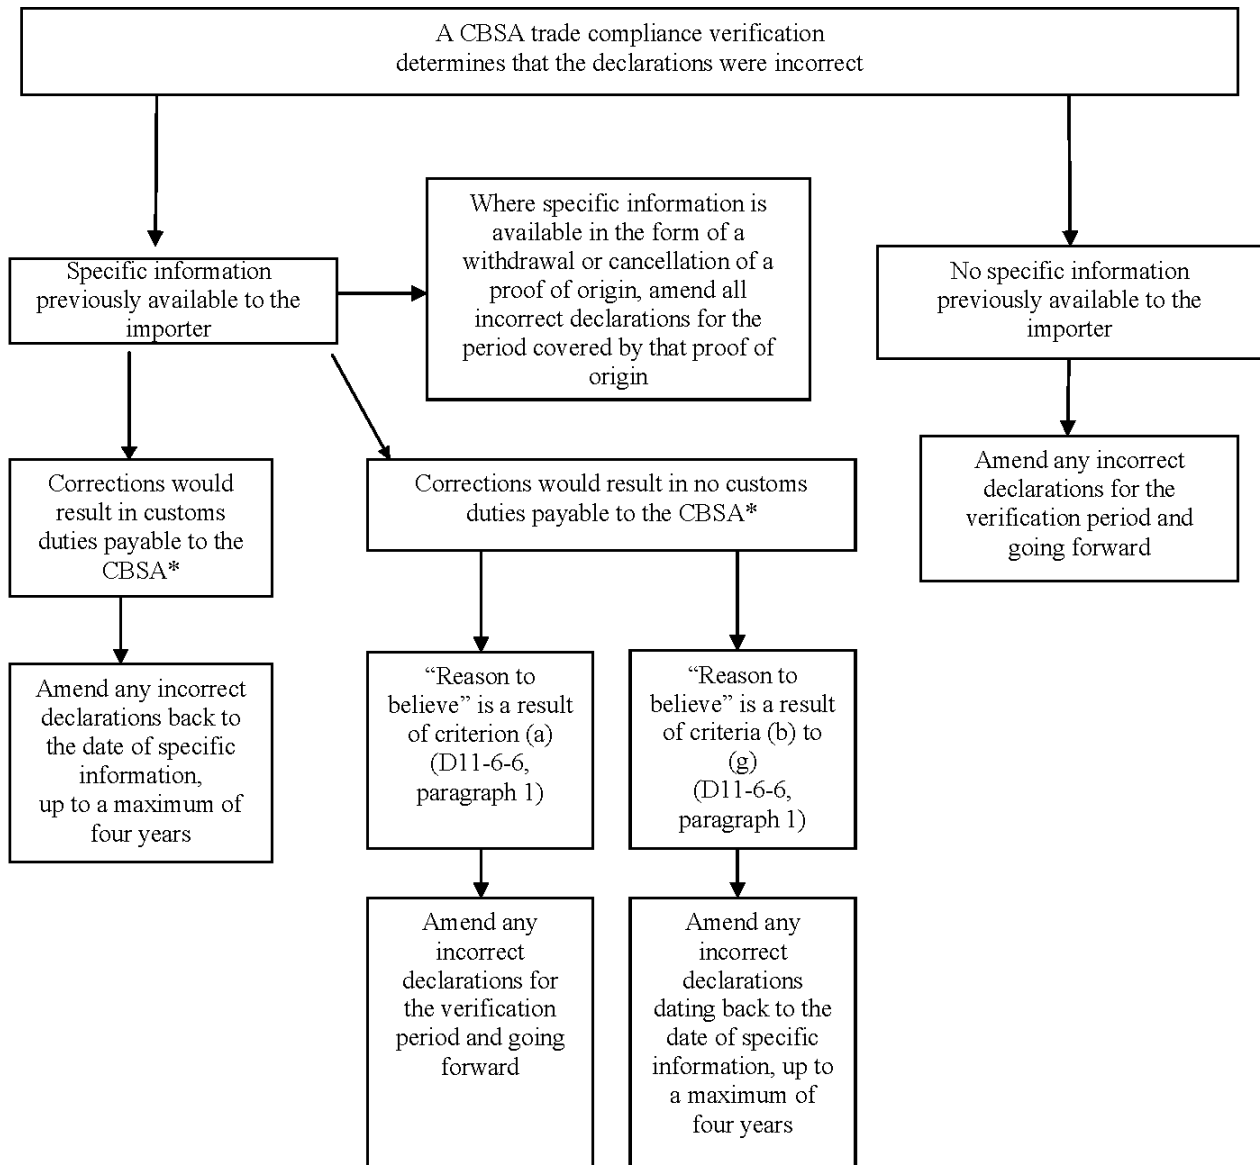 A CBSA trade compliance verification
determines that the declarations were incorrect
Where specific information is
available in the form of a
withdrawal or cancellation of a
proof of origin, amend all
incorrect declarations for the
period covered by that proof of
origin
Specific information
previously available to the
importer
No specific information
previously available to the
importer
Corrections would
result in customs
duties payable to the
CBSA*
Corrections would result in no customs
duties payable to the CBSA*
Amend any incorrect
declarations for the
verification period and
going forward
Amend any incorrect
declarations back to
the date of specific
information,
up to a maximum of
four years
“Reason to
believe” is a result
of criterion (a)
(D11-6-6,
paragraph 1)
“Reason to
believe” is a result
of criteria (b) to
(g)
(D11-6-6,
paragraph 1)
Amend any
incorrect
declarations for
the verification
period and going
forward
Amend any
incorrect
declarations
dating back to the
date of specific
information, up to
a maximum of
four years